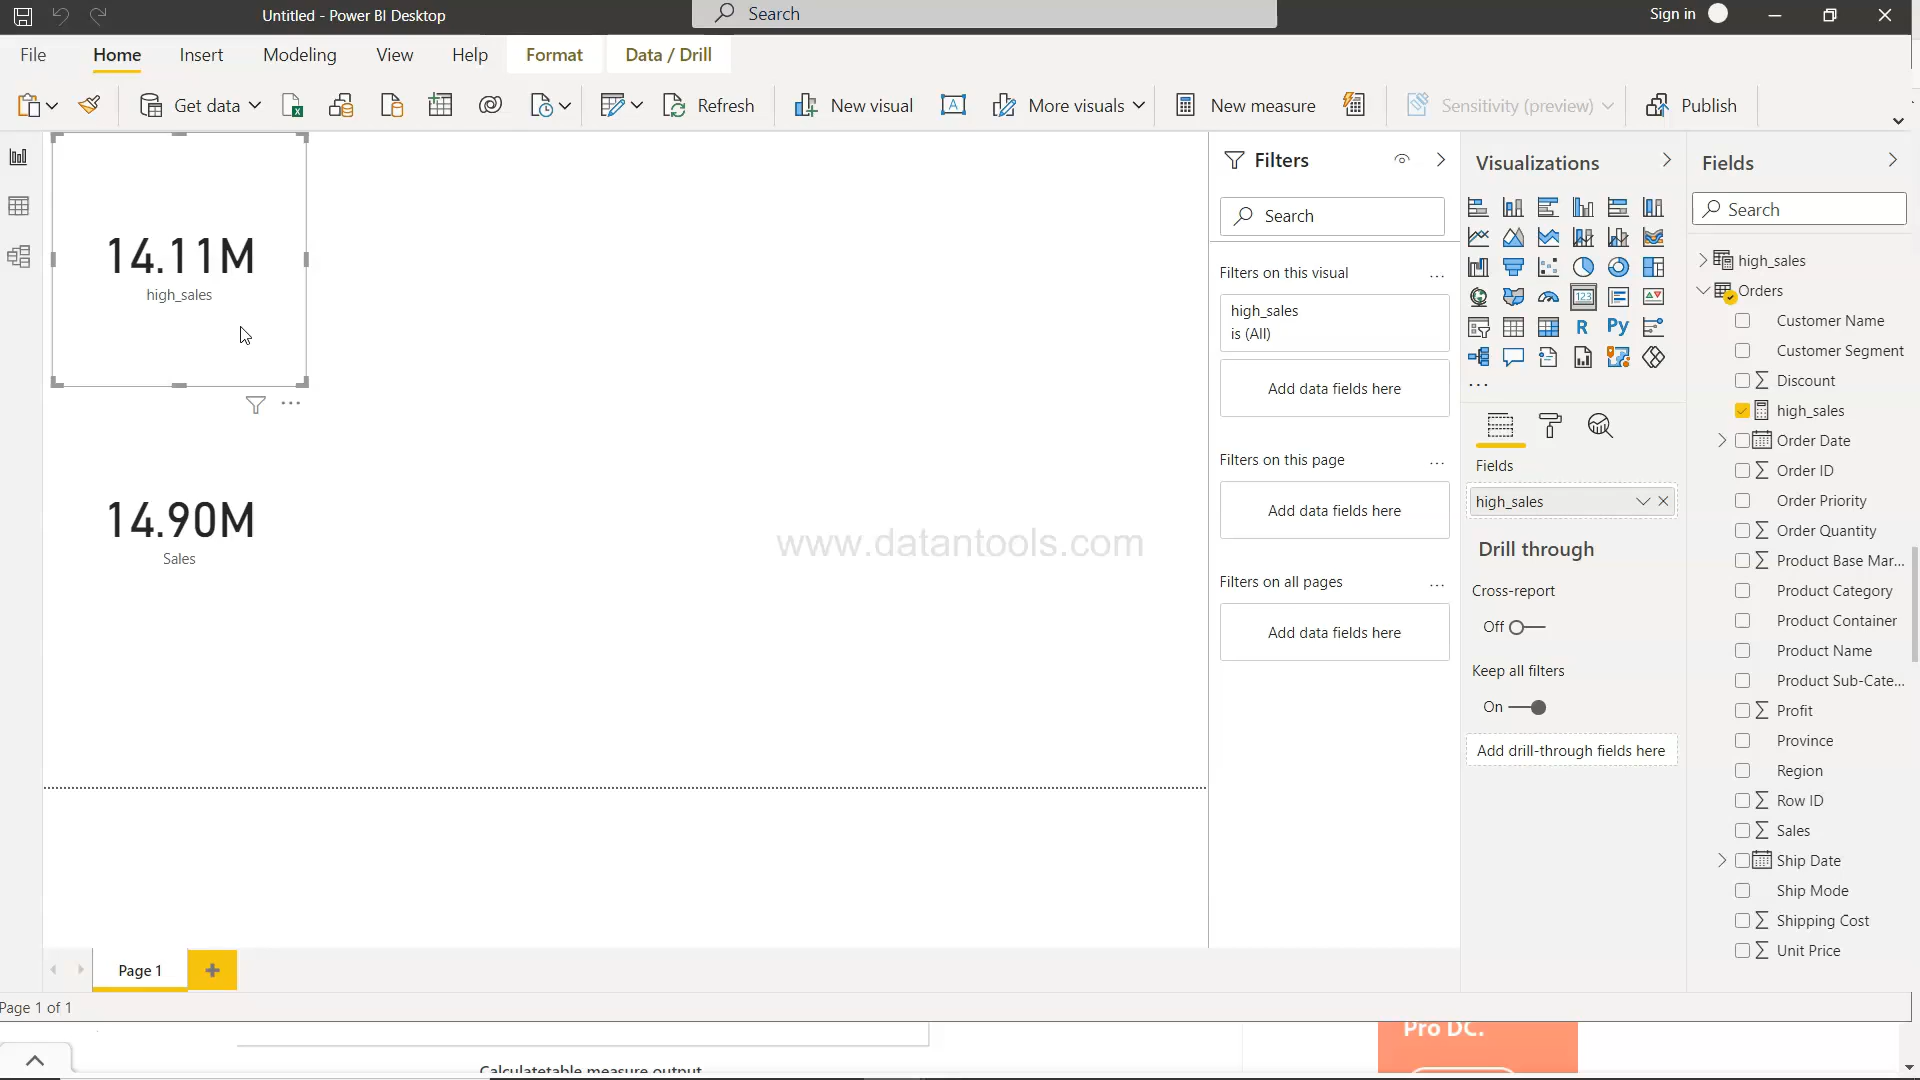 Untitled - Power BI Desktop
Search
Sign in
File
Home
Insert
Modeling
View
Help
Format
Data / Drill
Get data
Refresh
New visual
More visuals
New measure
Sensitivity (preview)
Publish
14.11M
high_sales
14.90M
Sales
www.datantools.com
Filters
Search
Filters on this visual
...
high_sales
is (All)
Add data fields here
Filters on this page
...
Add data fields here
Filters on all pages
...
Add data fields here
Visualizations
123
R
Py
...
Fields
high_sales
Drill through
Cross-report
Off
Keep all filters
On
Add drill-through fields here
Fields
Search
high_sales
Orders
Customer Name
Customer Segment
Discount
high_sales
Order Date
Order ID
Order Priority
Order Quantity
Product Base Mar...
Product Category
Product Container
Product Name
Product Sub-Cate...
Profit
Province
Region
Row ID
Sales
Ship Date
Ship Mode
Shipping Cost
Unit Price
Page 1
Page 1 of 1
Calculatetable measure output
Pro DC.